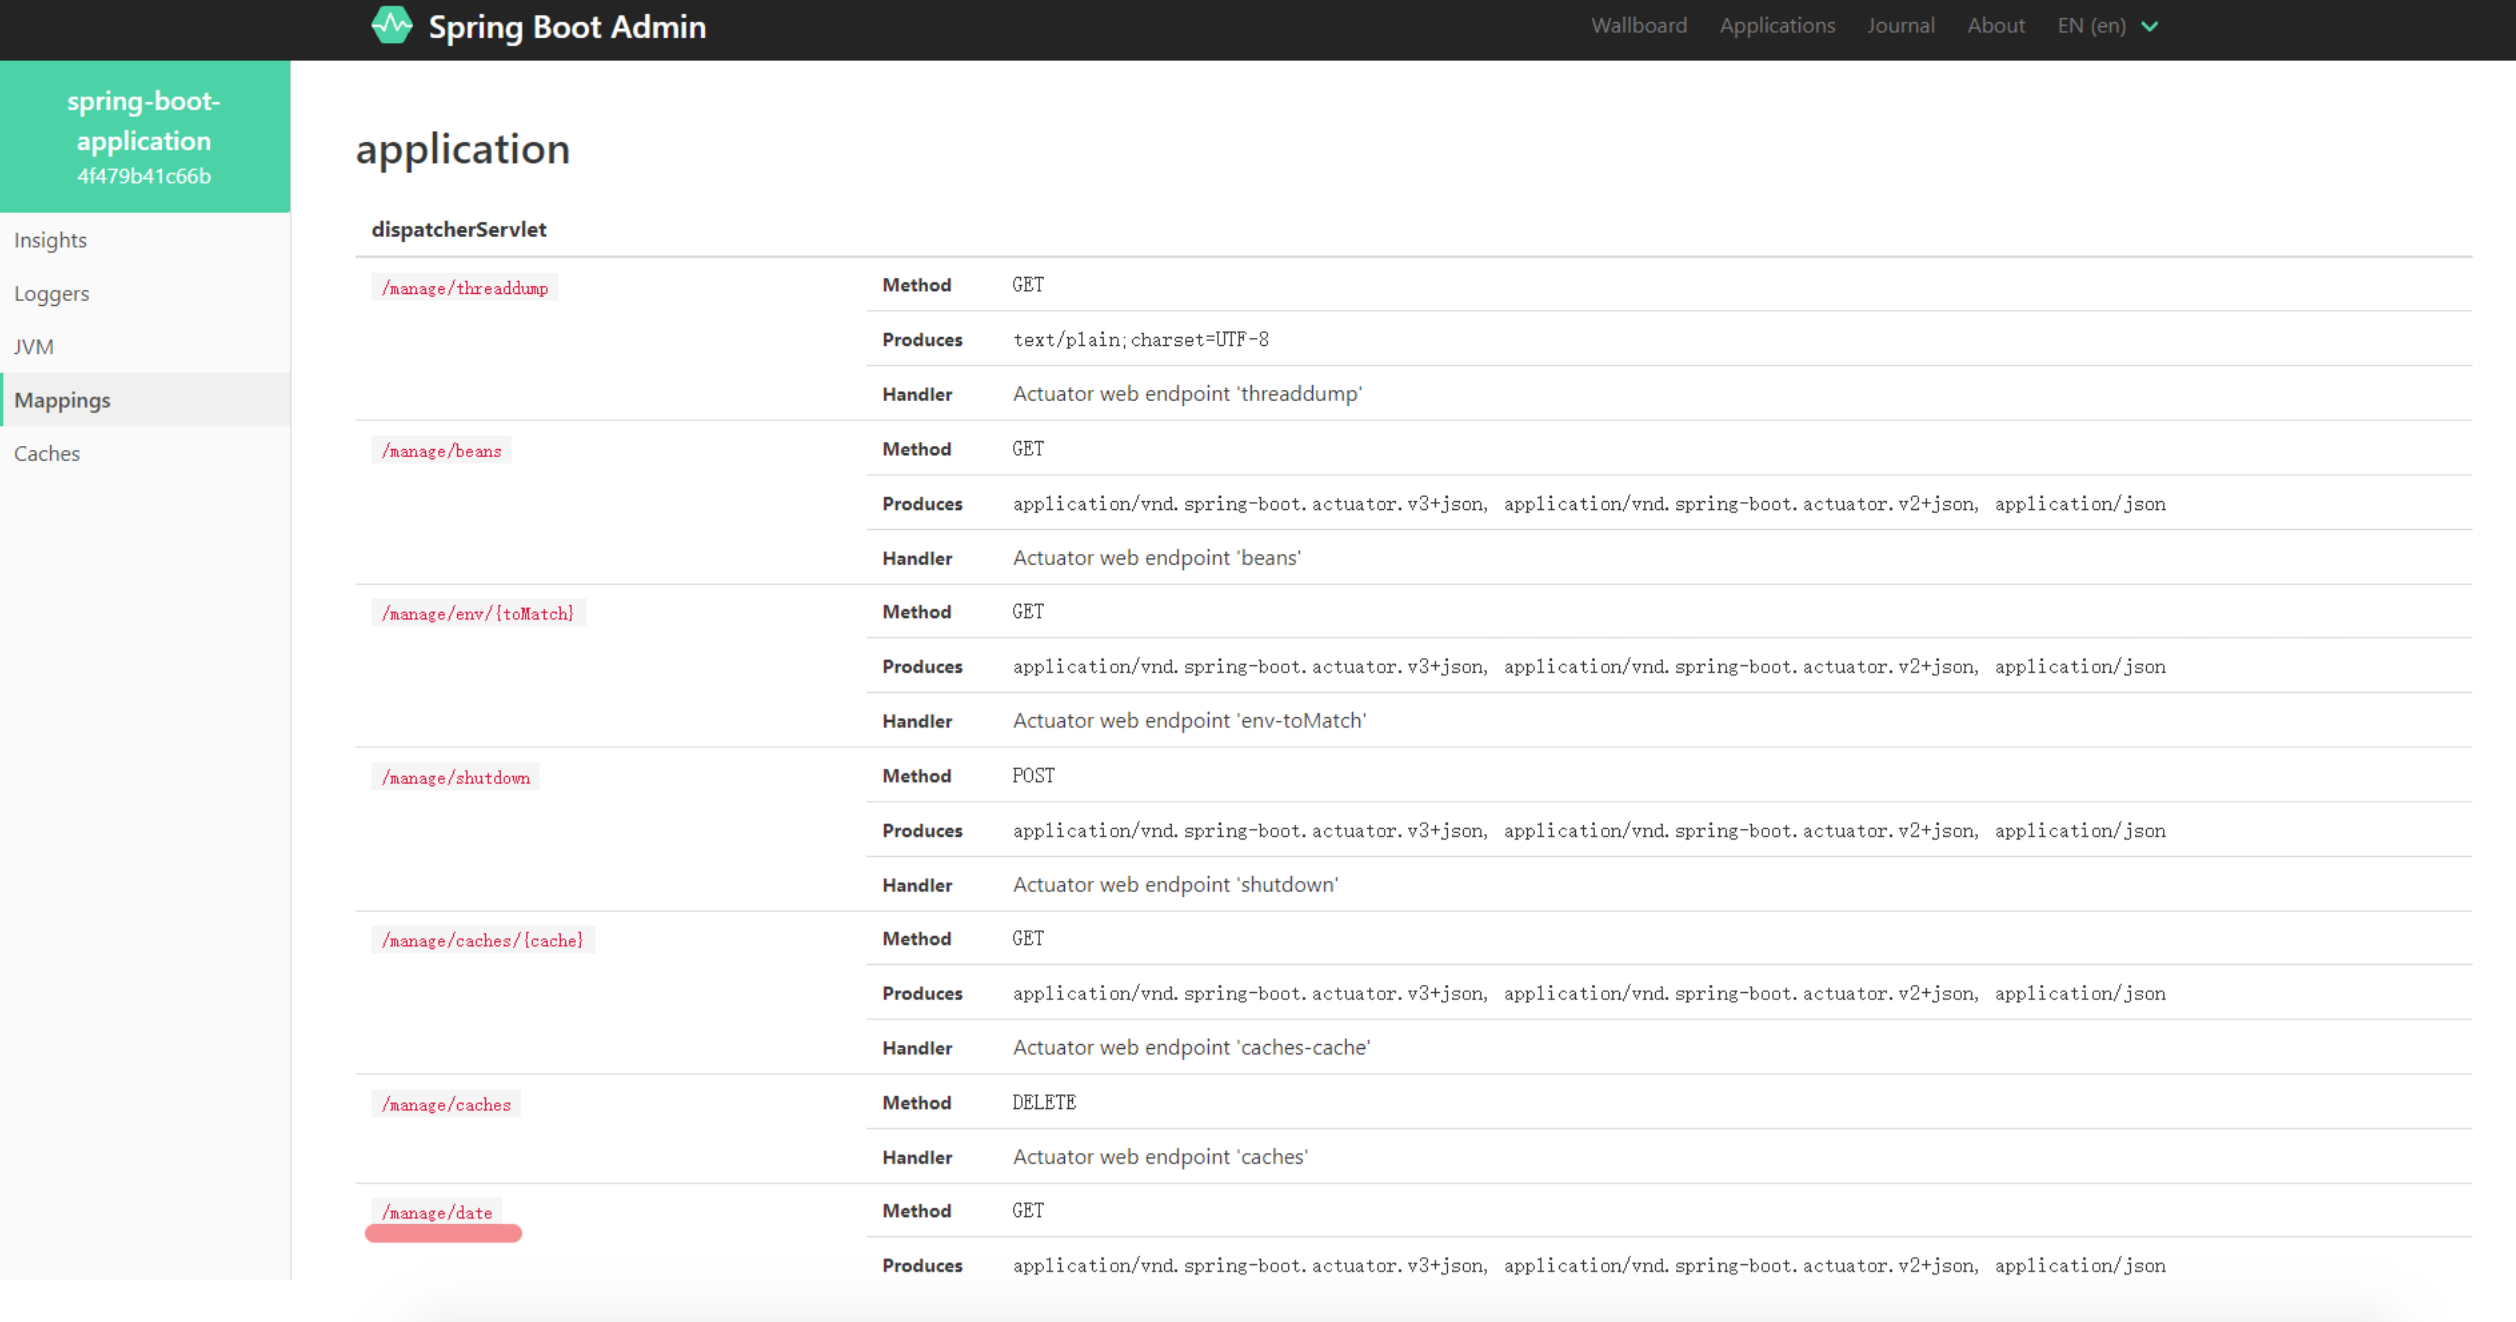 Spring Boot Admin
Wallboard Applications Journal About EN (en)
spring-boot-
application
4f479b41c66b
Insights
Loggers
JVM
Mappings
Caches
application
dispatcherServlet
/manage/threaddump Method GET
Produces text/plain;charset=UTF-8
Handler Actuator web endpoint 'threaddump'
/manage/beans Method GET
Produces application/vnd.spring-boot.actuator.v3+json, application/vnd.spring-boot.actuator.v2+json, application/json
Handler Actuator web endpoint 'beans'
/manage/env/{toMatch} Method GET
Produces application/vnd.spring-boot.actuator.v3+json, application/vnd.spring-boot.actuator.v2+json, application/json
Handler Actuator web endpoint 'env-toMatch'
/manage/shutdown Method POST
Produces application/vnd.spring-boot.actuator.v3+json, application/vnd.spring-boot.actuator.v2+json, application/json
Handler Actuator web endpoint 'shutdown'
/manage/caches/{cache} Method GET
Produces application/vnd.spring-boot.actuator.v3+json, application/vnd.spring-boot.actuator.v2+json, application/json
Handler Actuator web endpoint 'caches-cache'
/manage/caches Method DELETE
Handler Actuator web endpoint 'caches'
/manage/date Method GET
Produces application/vnd.spring-boot.actuator.v3+json, application/vnd.spring-boot.actuator.v2+json, application/json